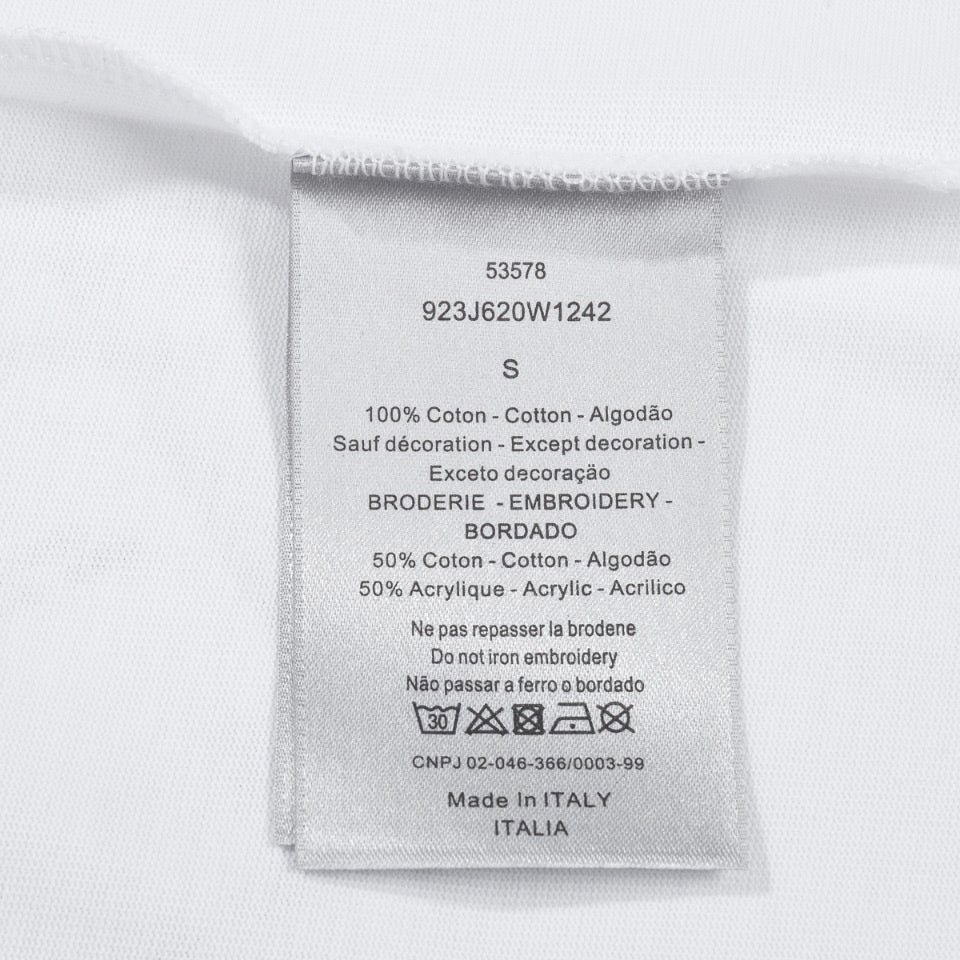 53578
923J620W1242
S
100% Coton - Cotton - Algodão
Sauf décoration - Except decoration -
Exceto decoraçäo
BRODERIE - EMBROIDERY -
BORDADO
50% Coton - Cotton - Algodão
50% Acrylique - Acrylic - Acrilico
Ne pas repasser la brodene
Do not iron embroidery
Não passar a ferro o bordado
30
CNPJ 02-046-366/0003-99
Made In ITALY
ITALIA